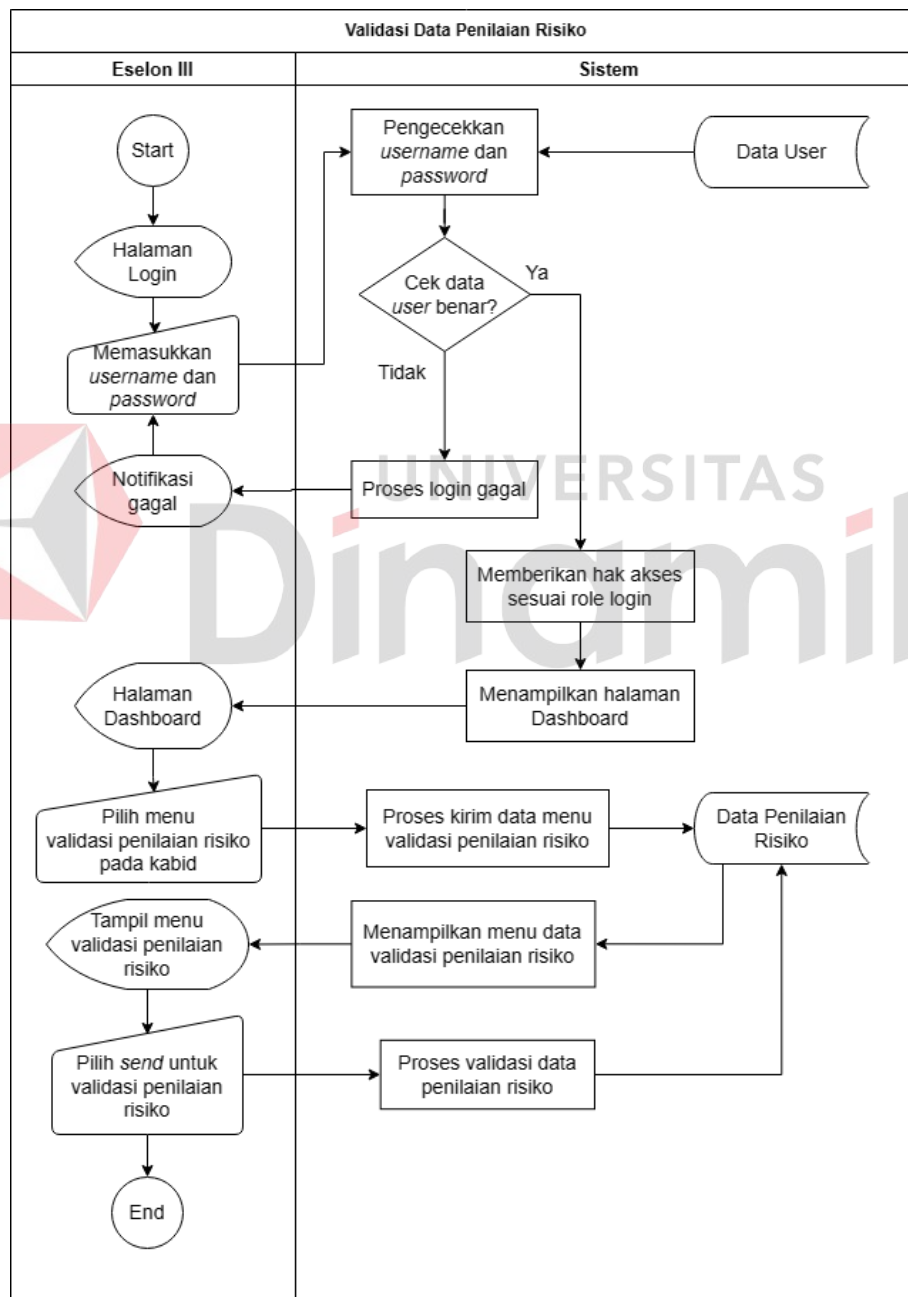 Validasi Data Penilaian Risiko
Eselon III
Sistem
Start
Pengecekkan
username dan
password
Data User
Halaman
Login
Cek data
user benar?
Ya
Tidak
Memasukkan
username dan
password
Notifikasi
gagal
Proses login gagal
UNIVERSITAS
Dinamik
Memberikan hak akses
sesuai role login
Halaman
Dashboard
Menampilkan halaman
Dashboard
Pilih menu
validasi penilaian risiko
pada kabid
Proses kirim data menu
validasi penilaian risiko
Data Penilaian
Risiko
Tampil menu
validasi penilaian
risiko
Menampilkan menu data
validasi penilaian risiko
Pilih send untuk
validasi penilaian
risiko
Proses validasi data
penilaian risiko
End